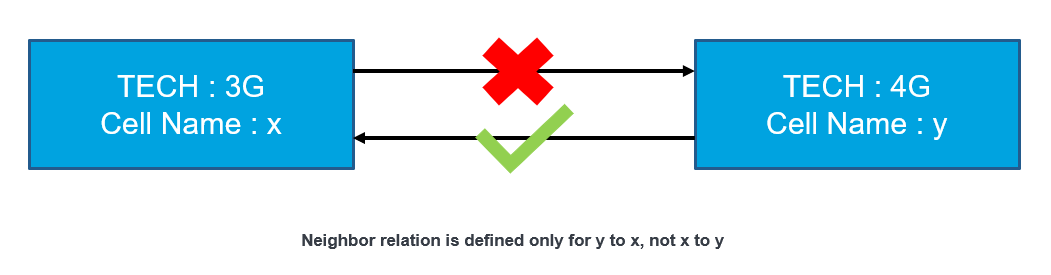 TECH : 3G
Cell Name : x
TECH : 4G
Cell Name : y
Neighbor relation is defined only for y to x, not x to y